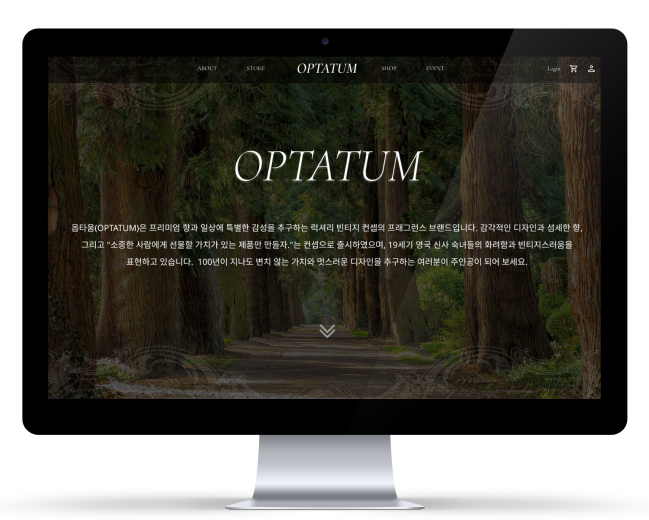 ABOUT STORE OPTATUM SHOP EVENT Login
OPTATUM
옵타움(OPTATUM)은 프리미엄 향과 일상에 특별한 감성을 추구하는 럭셔리 빈티지 컨셉의 프래그런스 브랜드입니다. 감각적인 디자인과 섬세한 향,
그리고 "소중한 사람에게 선물할 가치가 있는 제품만 만들자."는 컨셉으로 출시하였으며, 19세기 영국 신사 숙녀들의 화려함과 빈티지스러움을
표현하고 있습니다. 100년이 지나도 변치 않는 가치와 멋스러운 디자인을 추구하는 여러분이 주인공이 되어 보세요.